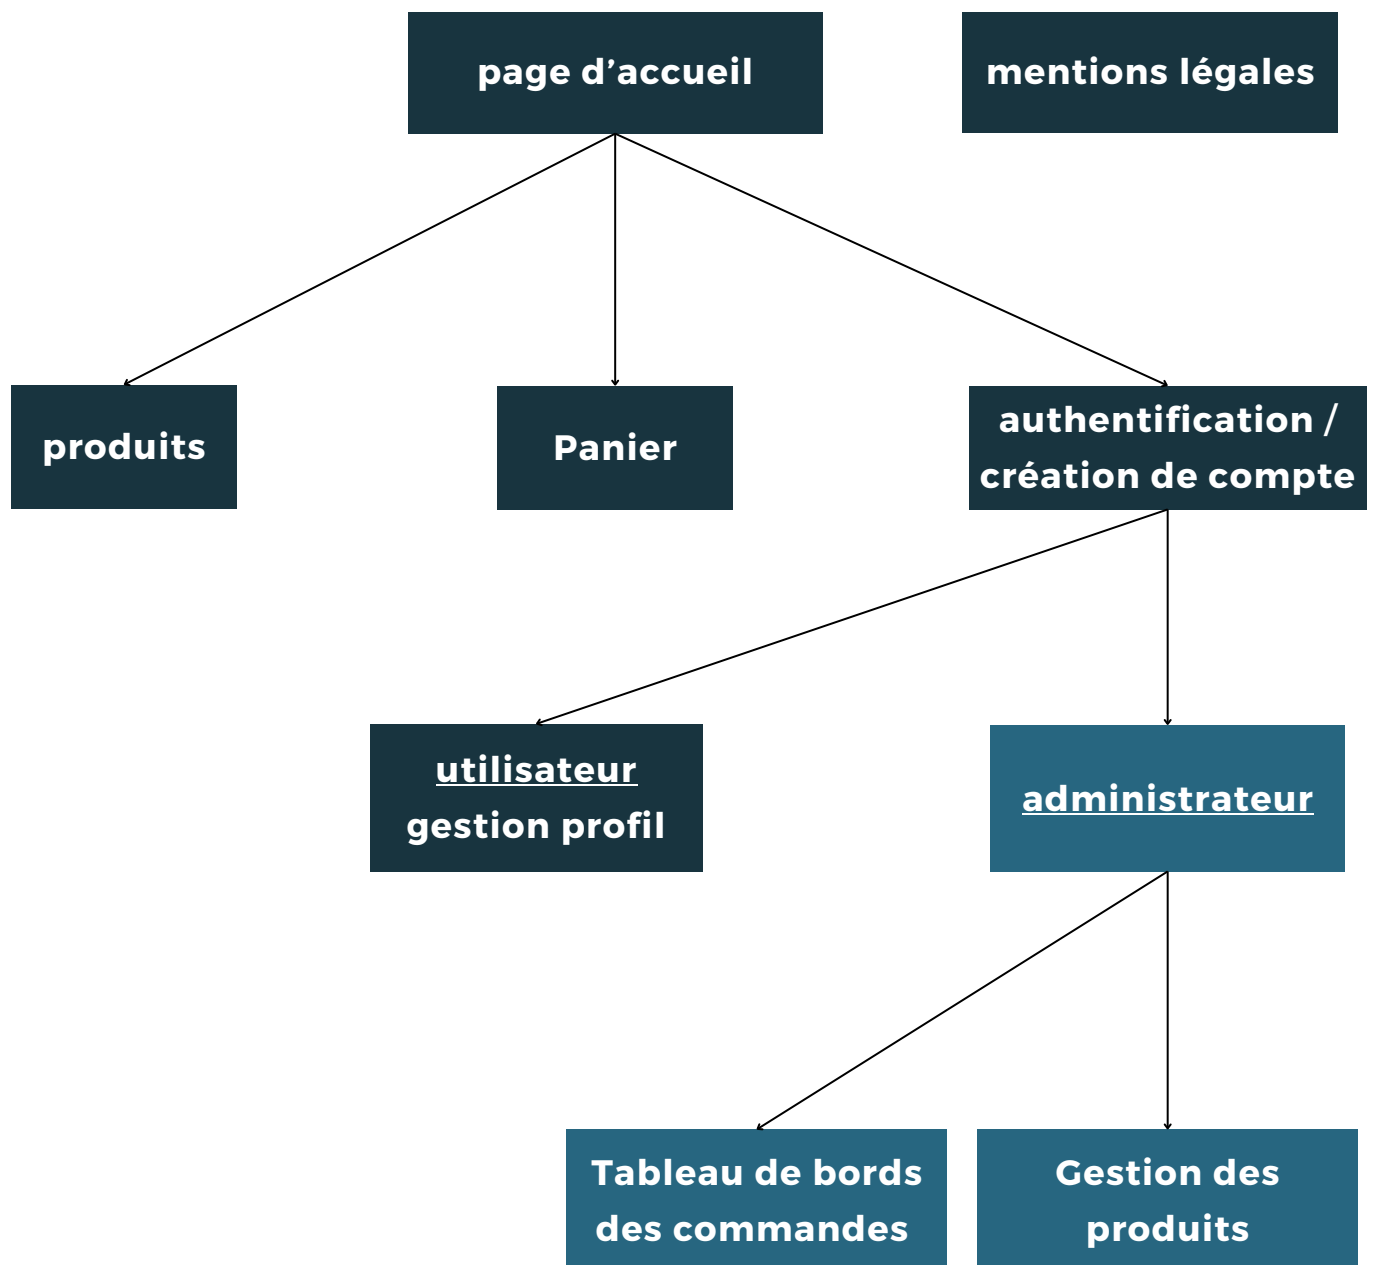 page d’accueil
mentions légales
produits
Panier
authentification /
création de compte
utilisateur
gestion profil
administrateur
Tableau de bords
des commandes
Gestion des
produits